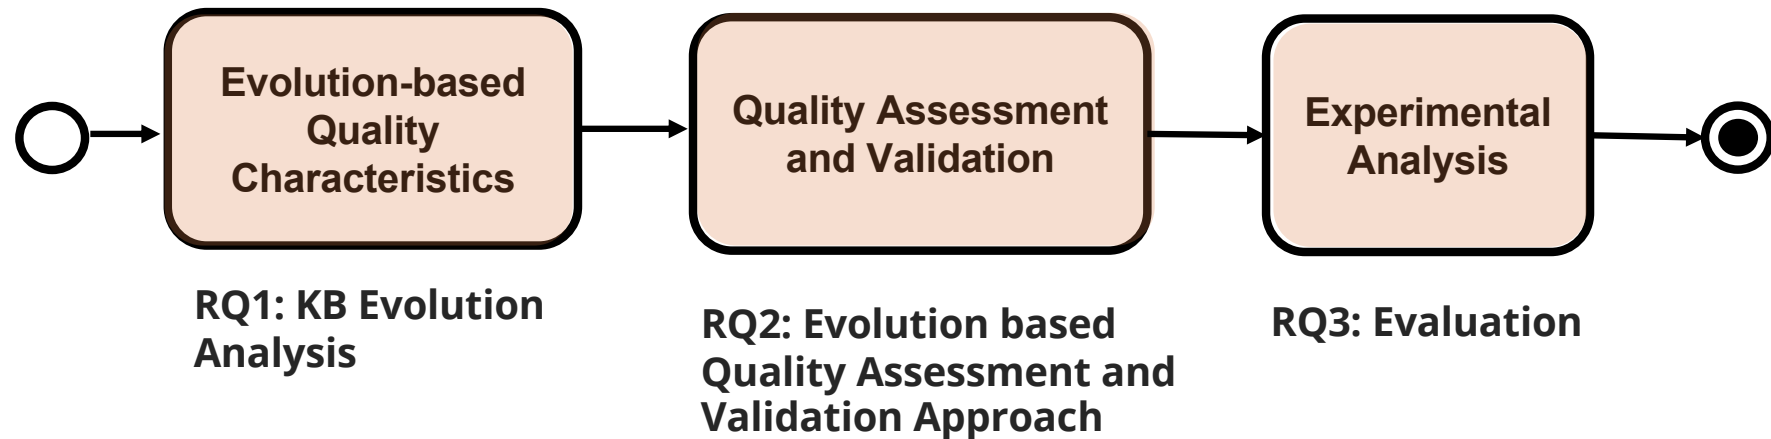 Evolution-based
Quality
Characteristics
Quality Assessment
and Validation
Experimental
Analysis
RQ1: KB Evolution
Analysis
RQ2: Evolution based
Quality Assessment and
Validation Approach
RQ3: Evaluation